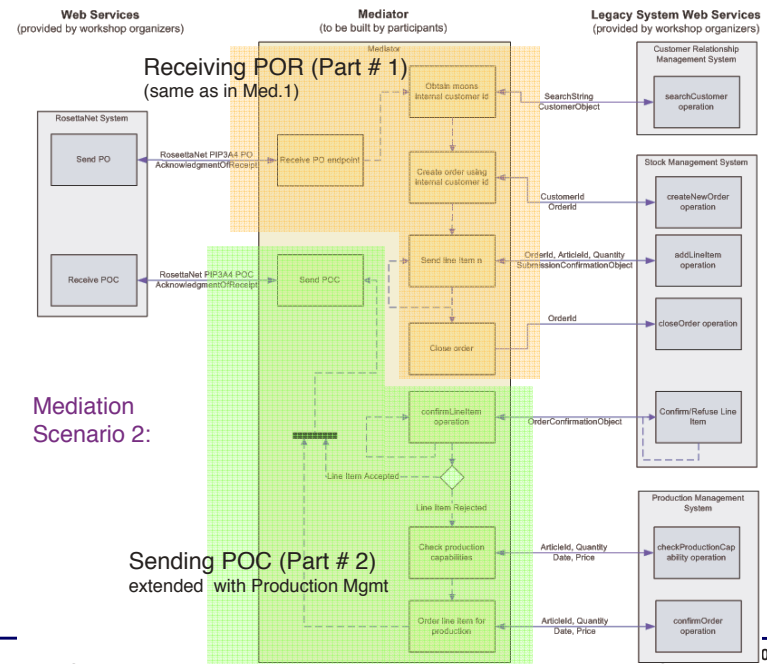 Web Services
(provided by workshop organizers)
Mediator
(to be built by participants)
Legacy System Web Services
(provided by workshop organizers)
Mediator
Receiving POR (Part # 1)
(same as in Med.1)
Obtain moons
internal customer id
SearchString
CustomerObject
Customer Relationship
Management System
searchCustomer
operation
RosettaNet System
Send PO
RoseettaNet PIP3A4 PO
AcknowledgmentOfReceipt
Receive PO endpoint
Create order using
internal customer id
CustomerId
OrderId
Stock Management System
createNewOrder
operation
Receive POC
RosettaNet PIP3A4 POC
AcknowledgmentOfReceipt
Send POC
Send line item n
OrderId, ArticleId, Quantity
SubmissionConfirmationObject
addLineItem
operation
Close order
OrderId
closeOrder operation
Mediation
Scenario 2:
confirmLineItem
operation
OrderConfirmationObject
Confirm/Refuse Line
Item
Line Item Accepted
Line Item Rejected
Sending POC (Part # 2)
extended with Production Mgmt
Check production
capabilities
ArticleId, Quantity
Date, Price
Production Management
System
checkProductionCap
ability operation
Order line item for
production
ArticleId, Quantity
Date, Price
confirmOrder
operation